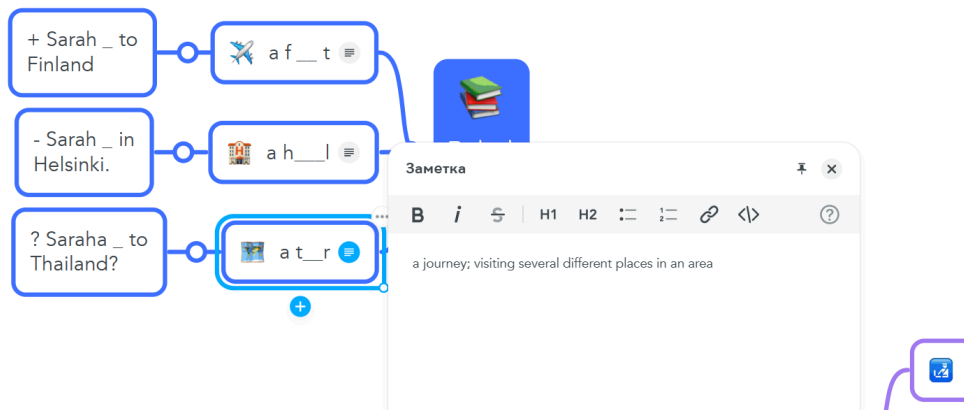 + Sarah _ to
Finland
a f __ t
- Sarah _ in
Helsinki.
a h___l
? Saraha _ to
Thailand?
a t__r
Заметка
B i S H1 H2
a journey; visiting several different places in an area